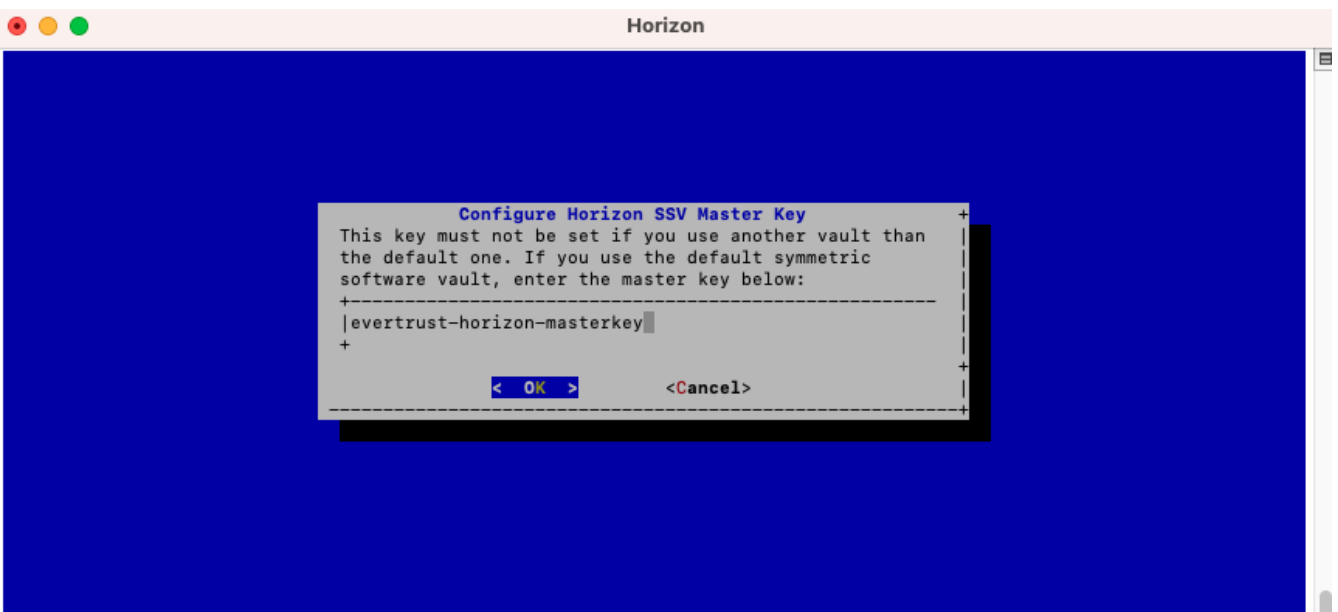 Horizon
Configure Horizon SSV Master Key
This key must not be set if you use another vault than
the default one. If you use the default symmetric
software vault, enter the master key below:
evertrust-horizon-masterkey
< OK > <Cancel>